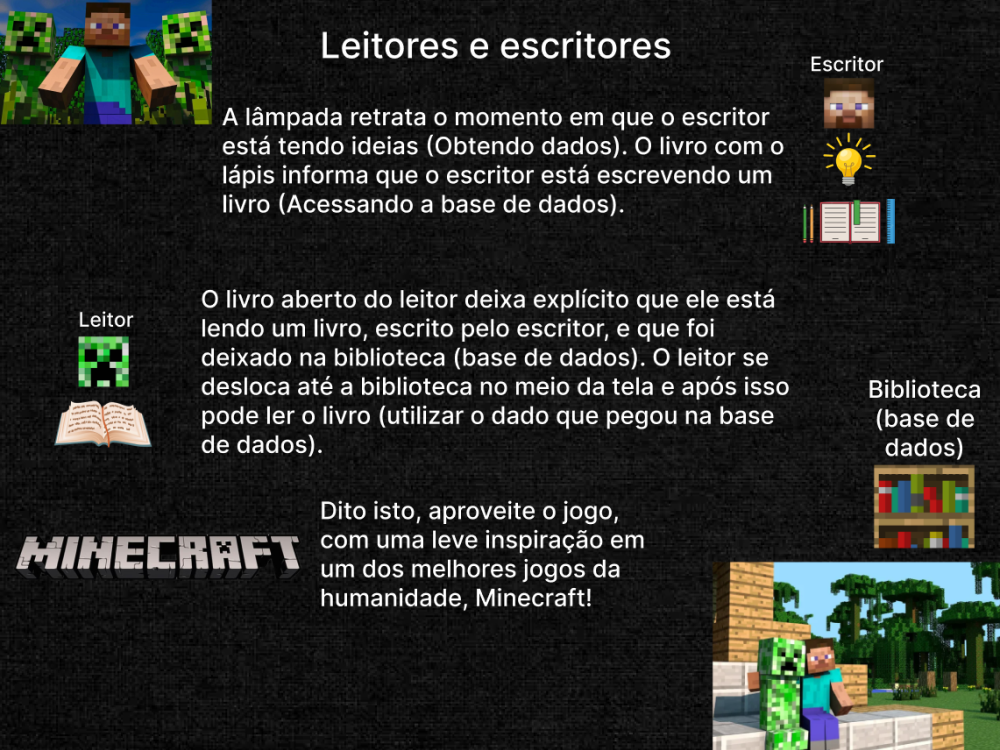 Leitores e escritores
Escritor
A lâmpada retrata o momento em que o escritor
está tendo ideias (Obtendo dados). O livro com o
lápis informa que o escritor está escrevendo um
livro (Acessando a base de dados).
Leitor
O livro aberto do leitor deixa explícito que ele está
lendo um livro, escrito pelo escritor, e que foi
deixado na biblioteca (base de dados). O leitor se
desloca até a biblioteca no meio da tela e após isso
pode ler o livro (utilizar o dado que pegou na base
de dados).
Biblioteca
(base de
dados)
MINECRAFT
Dito isto, aproveite o jogo,
com uma leve inspiração em
um dos melhores jogos da
humanidade, Minecraft!